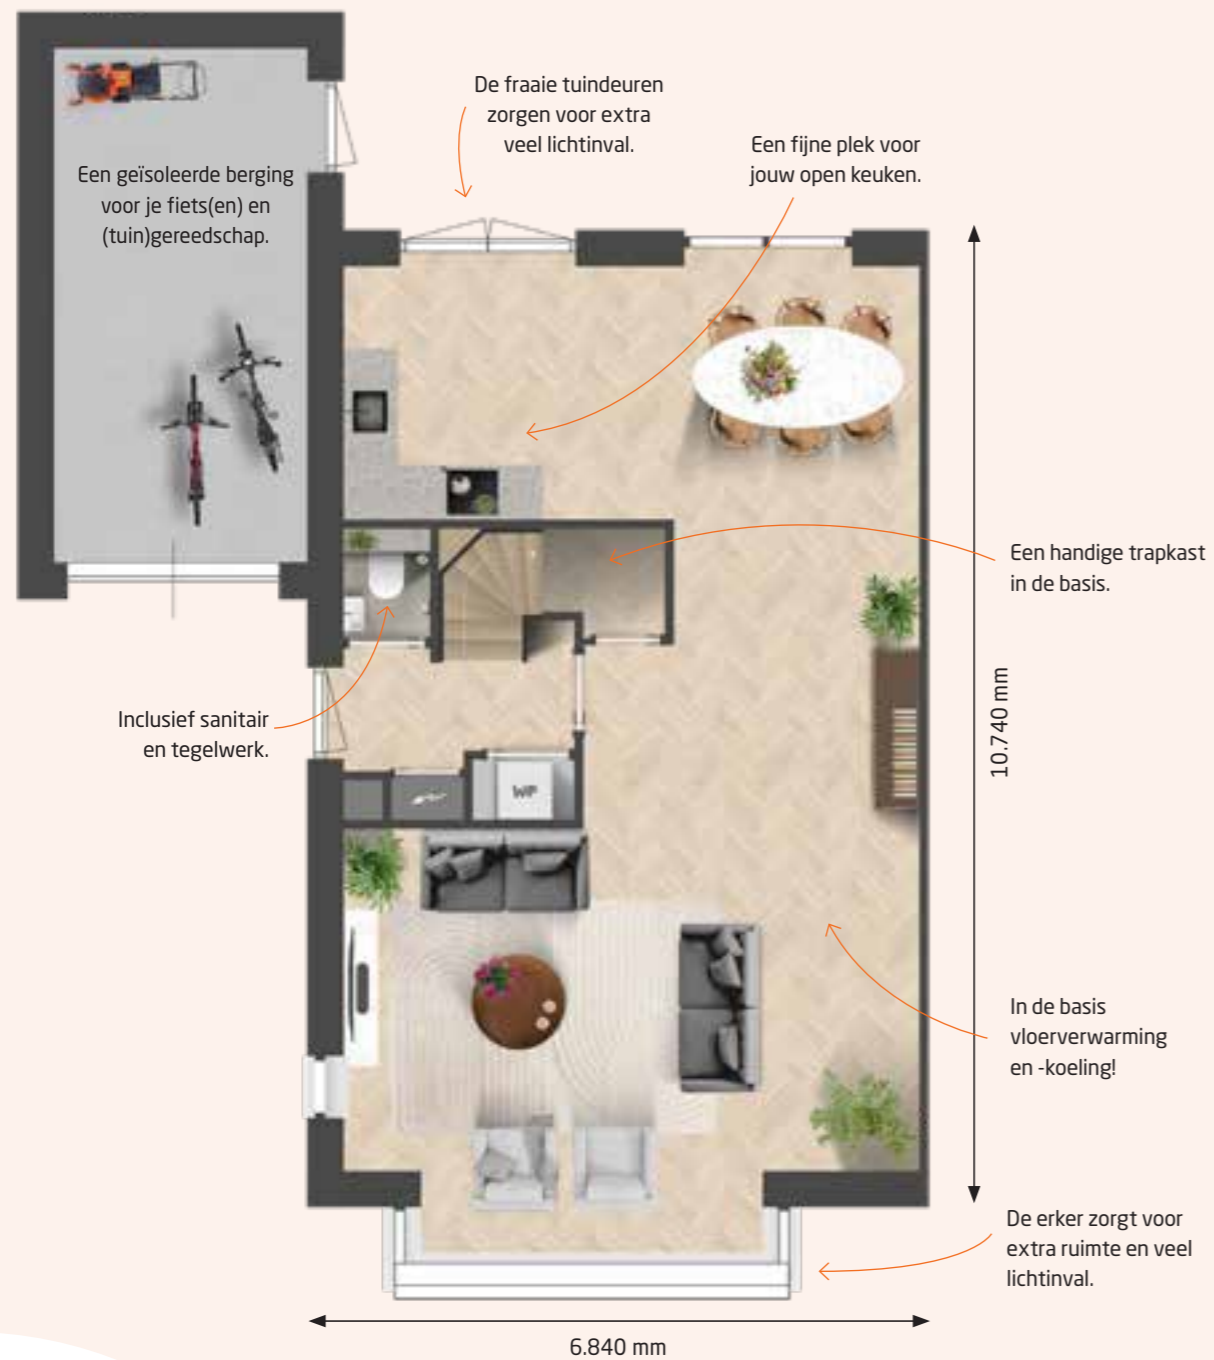 De fraaie tuindeuren
zorgen voor extra
veel lichtinval.
Een fijne plek voor
jouw open keuken.
Een geïsoleerde berging
voor je fiets(en) en
(tuin)gereedschap.
Een handige trapkast
in de basis.
10.740 mm
Inclusief sanitair
en tegelwerk.
WP
In de basis
vloerverwarming
en -koeling!
De erker zorgt voor
extra ruimte en veel
lichtinval.
6.840 mm